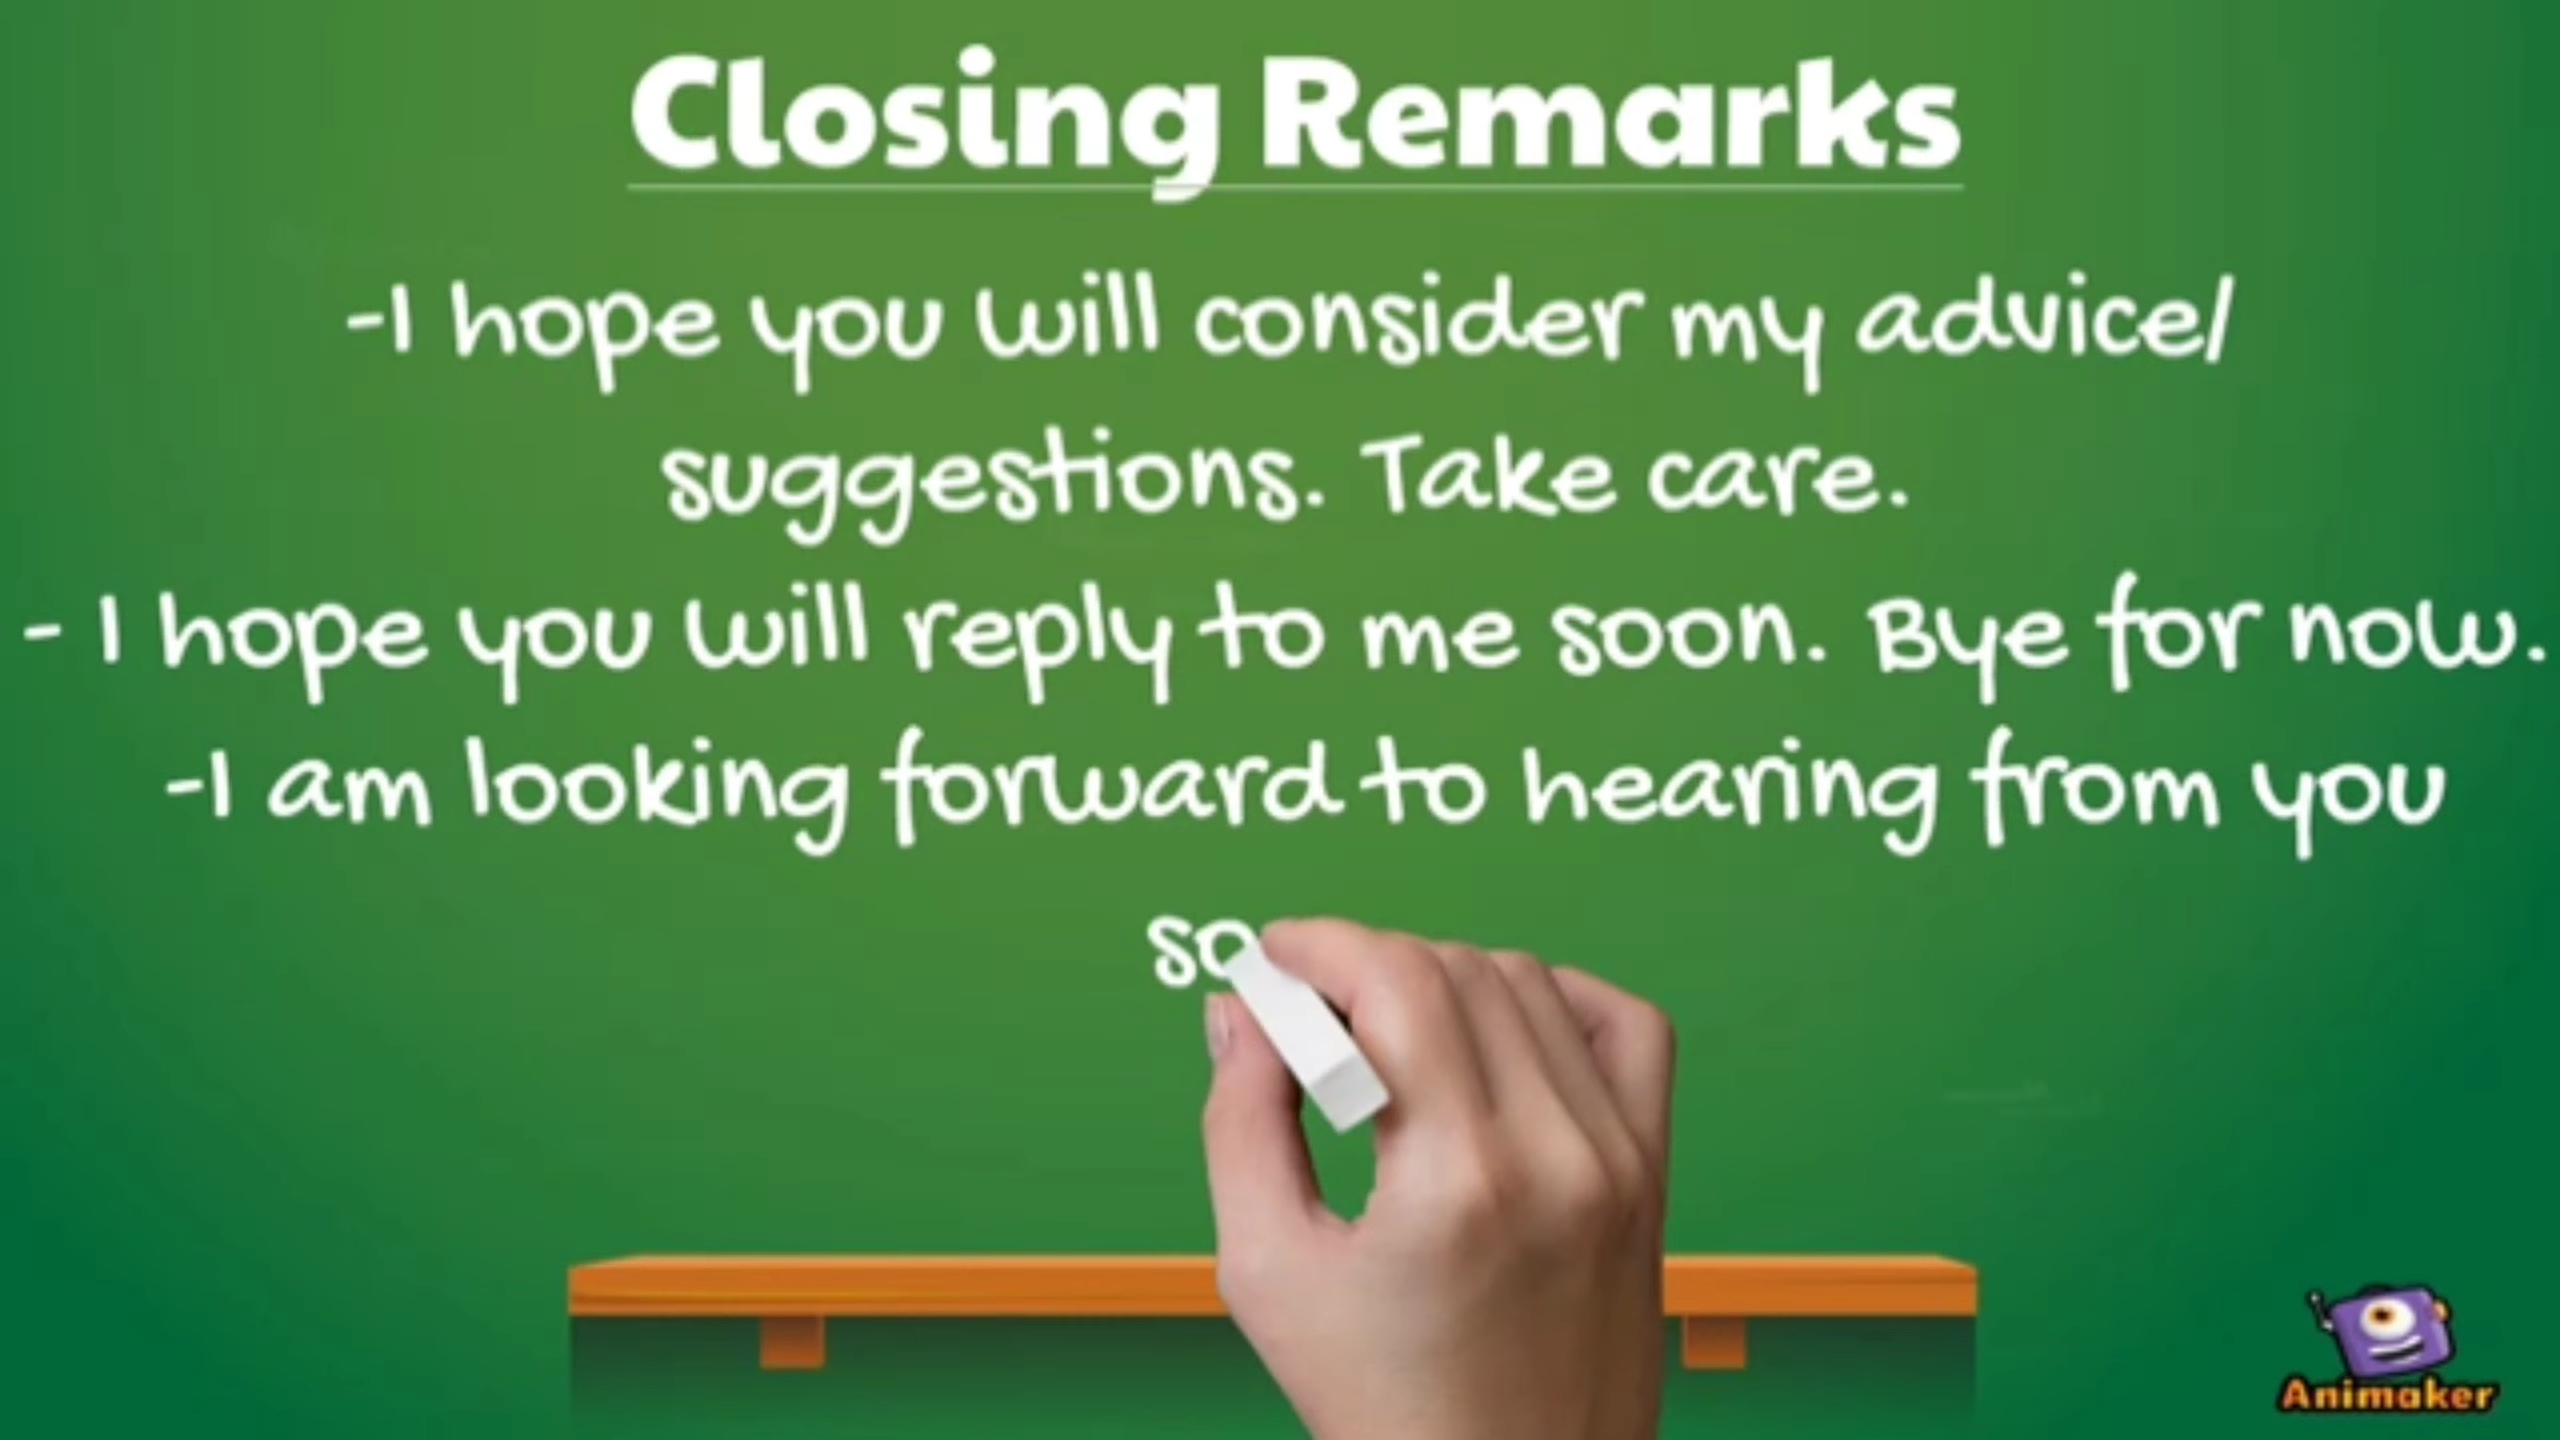 Closing Remarks
-I hope you will consider my advice/
suggestions. Take care.
- I hope you will reply to me soon. Bye for now.
-I am looking forward to hearing from you
so
Animaker